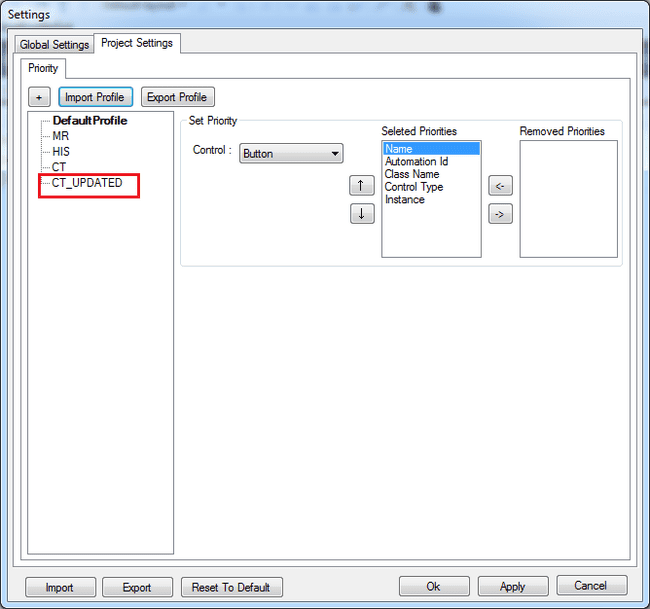 Settings
Global Settings
Project Settings
Priority
+
Import Profile
Export Profile
DefaultProfile
MR
HIS
CT
CT_UPDATED
Set Priority
Control :
Button
Seleted Priorities
Name
Automation Id
Class Name
Control Type
Instance
Removed Priorities
↑
↓
<-
->
Import
Export
Reset To Default
Ok
Apply
Cancel